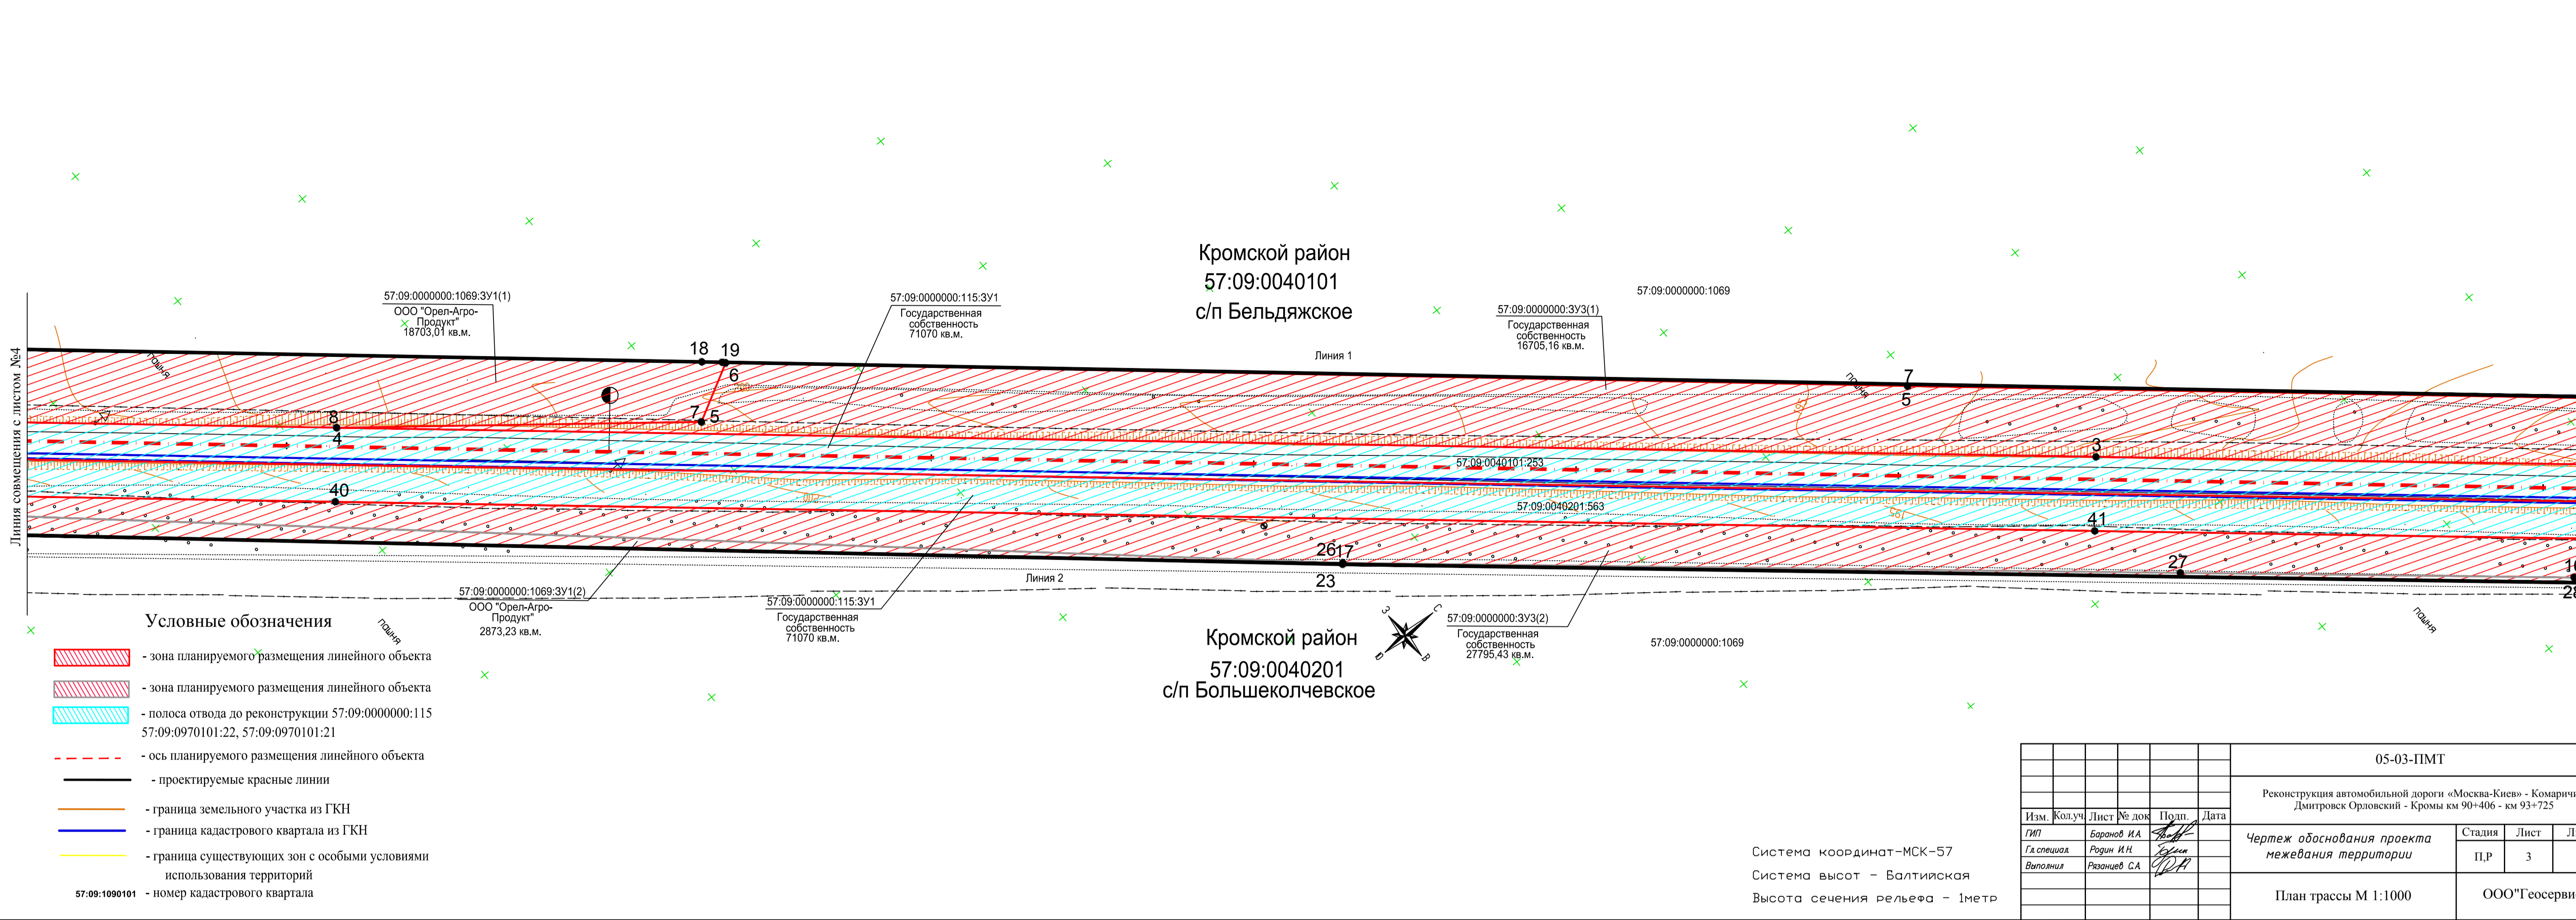 Кромской район
57:09:0040101
с/п Бельдяжское
57:09:0000000:1069:ЗУ1(1)
ООО "Орел-Агро-
Продукт"
18703,01 кв.м.
57:09:0000000:115:ЗУ1
Государственная
собственность
71070 кв.м.
57:09:0000000:ЗУ3(1)
Государственная
собственность
16705,16 кв.м.
57:09:0000000:1069
Линия 1
Линия совмещения с листом №4
пашня
пашня
18
19
6
7
5
8
4
7
5
3
200
195
57:09:0040101:253
57:09:0040201:563
200
195
40
41
26
17
23
27
Линия 2
57:09:0000000:1069:ЗУ1(2)
ООО "Орел-Агро-
Продукт"
2873,23 кв.м.
57:09:0000000:115:ЗУ1
Государственная
собственность
71070 кв.м.
З
С
Ю
В
57:09:0000000:ЗУ3(2)
Государственная
собственность
27795,43 кв.м.
57:09:0000000:1069
пашня
пашня
Кромской район
57:09:0040201
с/п Большеколчевское
Условные обозначения
- зона планируемого размещения линейного объекта
- зона планируемого размещения линейного объекта
- полоса отвода до реконструкции 57:09:0000000:115
57:09:0970101:22, 57:09:0970101:21
- ось планируемого размещения линейного объекта
- проектируемые красные линии
- граница земельного участка из ГКН
- граница кадастрового квартала из ГКН
- граница существующих зон с особыми условиями
использования территорий
57:09:1090101 - номер кадастрового квартала
Система координат-МСК-57
Система высот - Балтийская
Высота сечения рельефа - 1метр
05-03-ПМТ
Реконструкция автомобильной дороги «Москва-Киев» - Комаричи
Дмитровск Орловский - Кромы км 90+406 - км 93+725
Изм. Кол.уч. Лист № док Подп. Дата
ГИП Баранов И.А.
Гл.специал. Родин И.Н.
Выполнил Рязанцев С.А.
Чертеж обоснования проекта
межевания территории
Стадия Лист Л
П,Р 3
План трассы М 1:1000
ООО"Геосерви